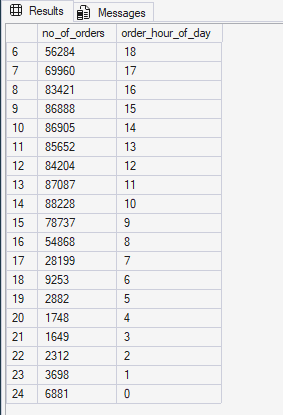 Results Messages
no_of_orders order_hour_of_day
6 56284 18
7 69960 17
8 83421 16
9 86888 15
10 86905 14
11 85652 13
12 84204 12
13 87087 11
14 88228 10
15 78737 9
16 54868 8
17 28199 7
18 9253 6
19 2882 5
20 1748 4
21 1649 3
22 2312 2
23 3698 1
24 6881 0